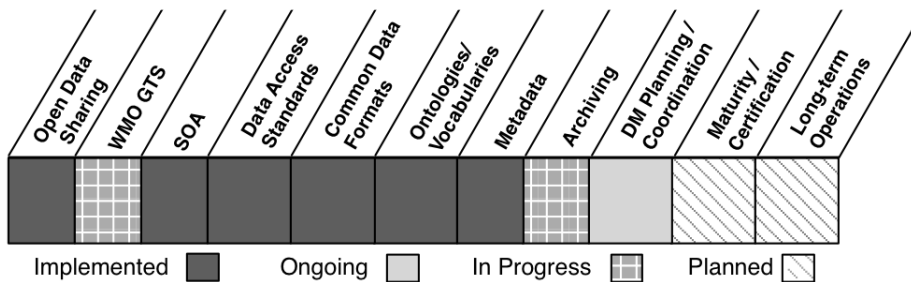 Open Data
Sharing
WMO GTS
SOA
Data Access
Standards
Common Data
Formats
Ontologies/
Vocabularies
Metadata
Archiving
DM Planning /
Coordination
Maturity /
Certification
Long-term
Operations
Implemented
Ongoing
In Progress
Planned